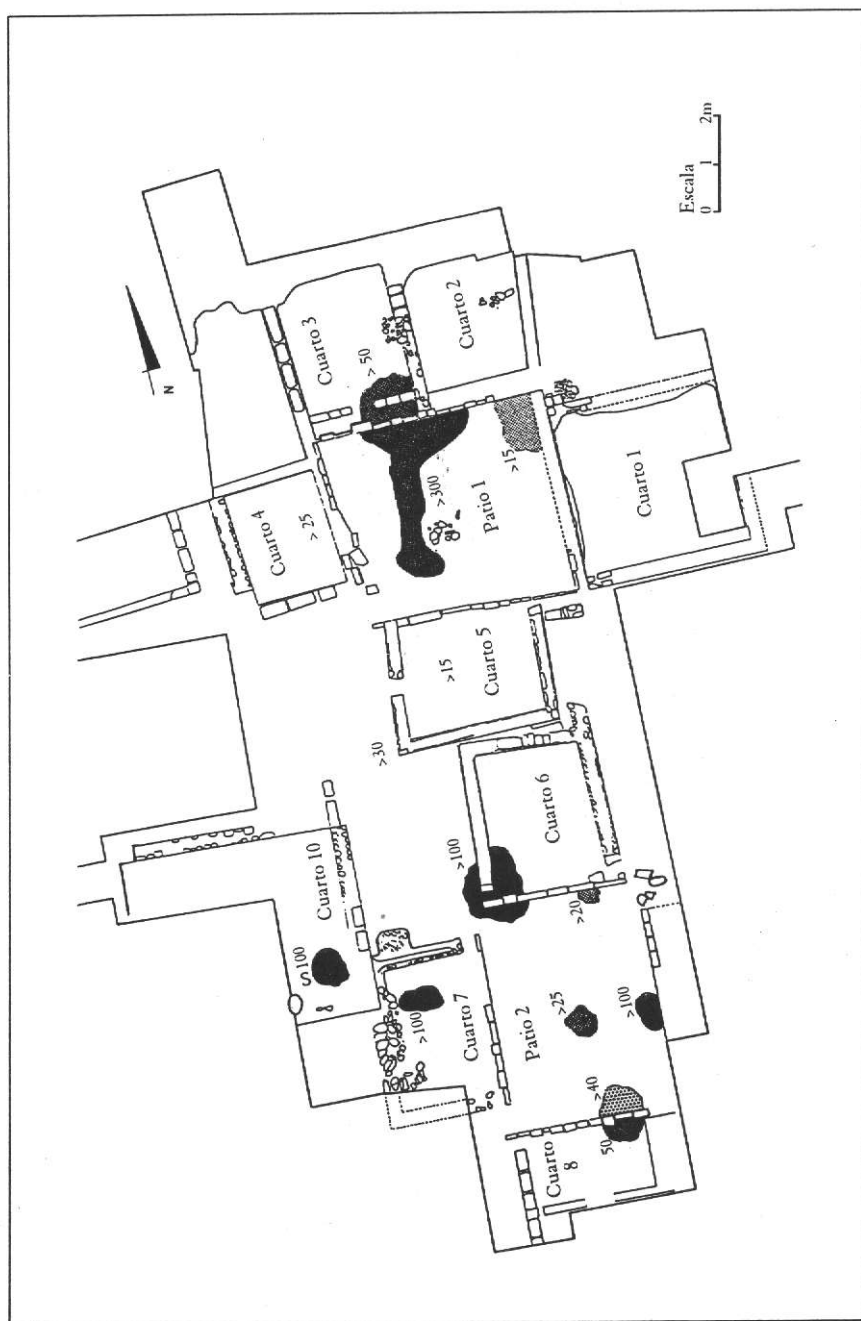 Escala
0 1 2m
N
Cuarto 3
> 50
Cuarto 2
Cuarto 4
>25
>300
Patio 1
>15
Cuarto 1
>15
Cuarto 5
>30
Cuarto 6
>100
>20
Cuarto 10
S 100
∞
>100
Cuarto 7
Patio 2
>25
>100
>40
50
Cuarto
8